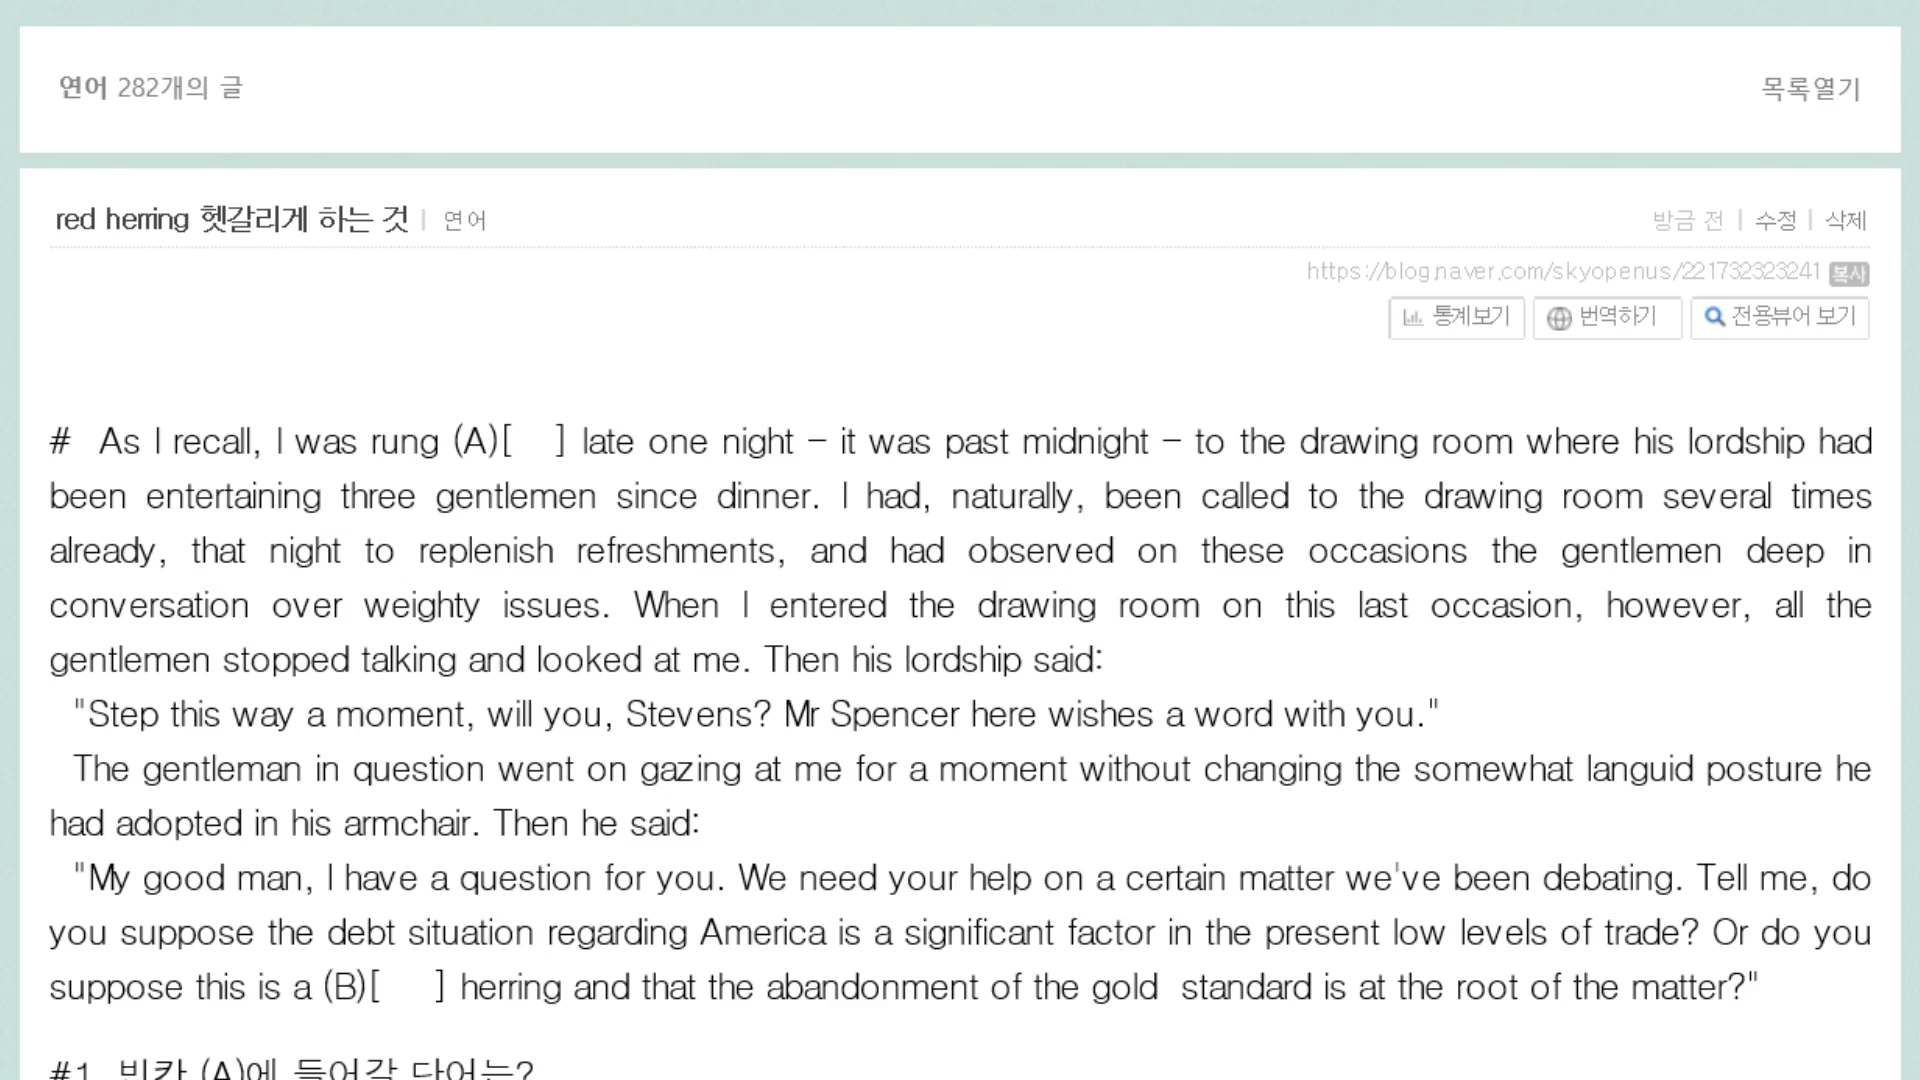 연어 282개의 글
목록열기
red herring 헷갈리게 하는 것 | 연어
방금 전 | 수정 | 삭제
https://blog.naver.com/skyopenus/221732323241 복사
통계보기 번역하기 전용뷰어 보기
# As I recall, I was rung (A)[ ] late one night – it was past midnight – to the drawing room where his lordship had
been entertaining three gentlemen since dinner. I had, naturally, been called to the drawing room several times
already, that night to replenish refreshments, and had observed on these occasions the gentlemen deep in
conversation over weighty issues. When I entered the drawing room on this last occasion, however, all the
gentlemen stopped talking and looked at me. Then his lordship said:
"Step this way a moment, will you, Stevens? Mr Spencer here wishes a word with you."
The gentleman in question went on gazing at me for a moment without changing the somewhat languid posture he
had adopted in his armchair. Then he said:
"My good man, I have a question for you. We need your help on a certain matter we've been debating. Tell me, do
you suppose the debt situation regarding America is a significant factor in the present low levels of trade? Or do you
suppose this is a (B)[ ] herring and that the abandonment of the gold standard is at the root of the matter?"
#1 빈칸 (A)에 들어갈 단어는?